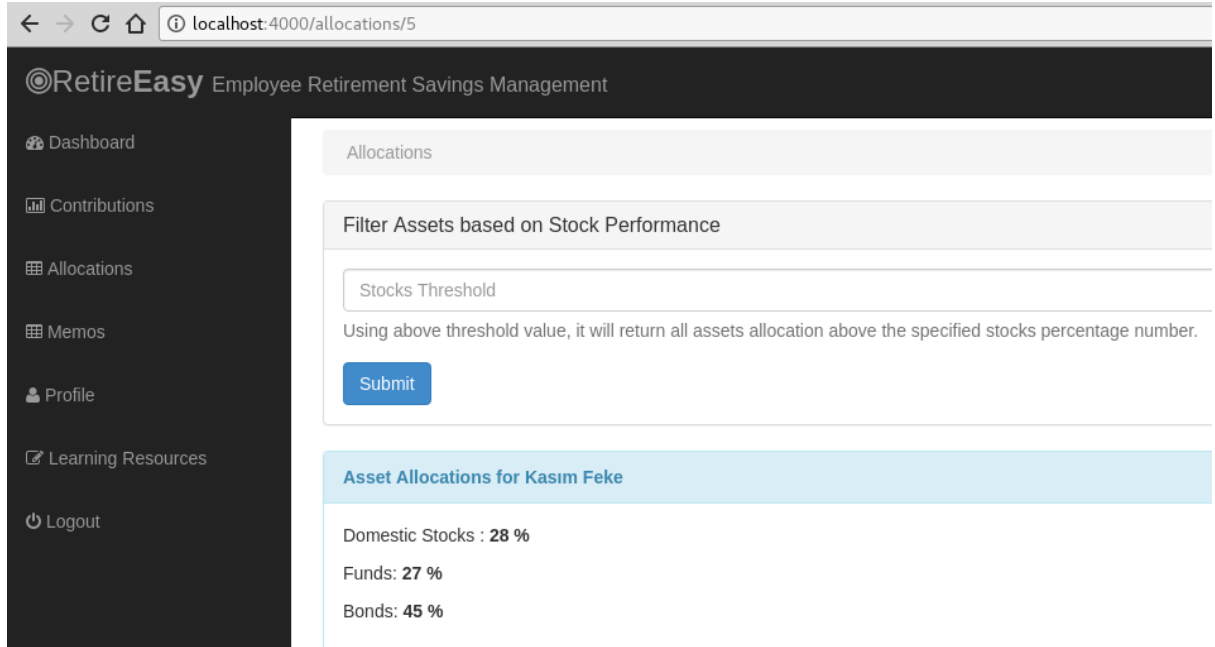 localhost:4000/allocations/5
RetireEasy Employee Retirement Savings Management
Dashboard
Contributions
Allocations
Memos
Profile
Learning Resources
Logout
Allocations
Filter Assets based on Stock Performance
Stocks Threshold
Using above threshold value, it will return all assets allocation above the specified stocks percentage number.
Submit
Asset Allocations for Kasım Feke
Domestic Stocks : 28 %
Funds: 27 %
Bonds: 45 %